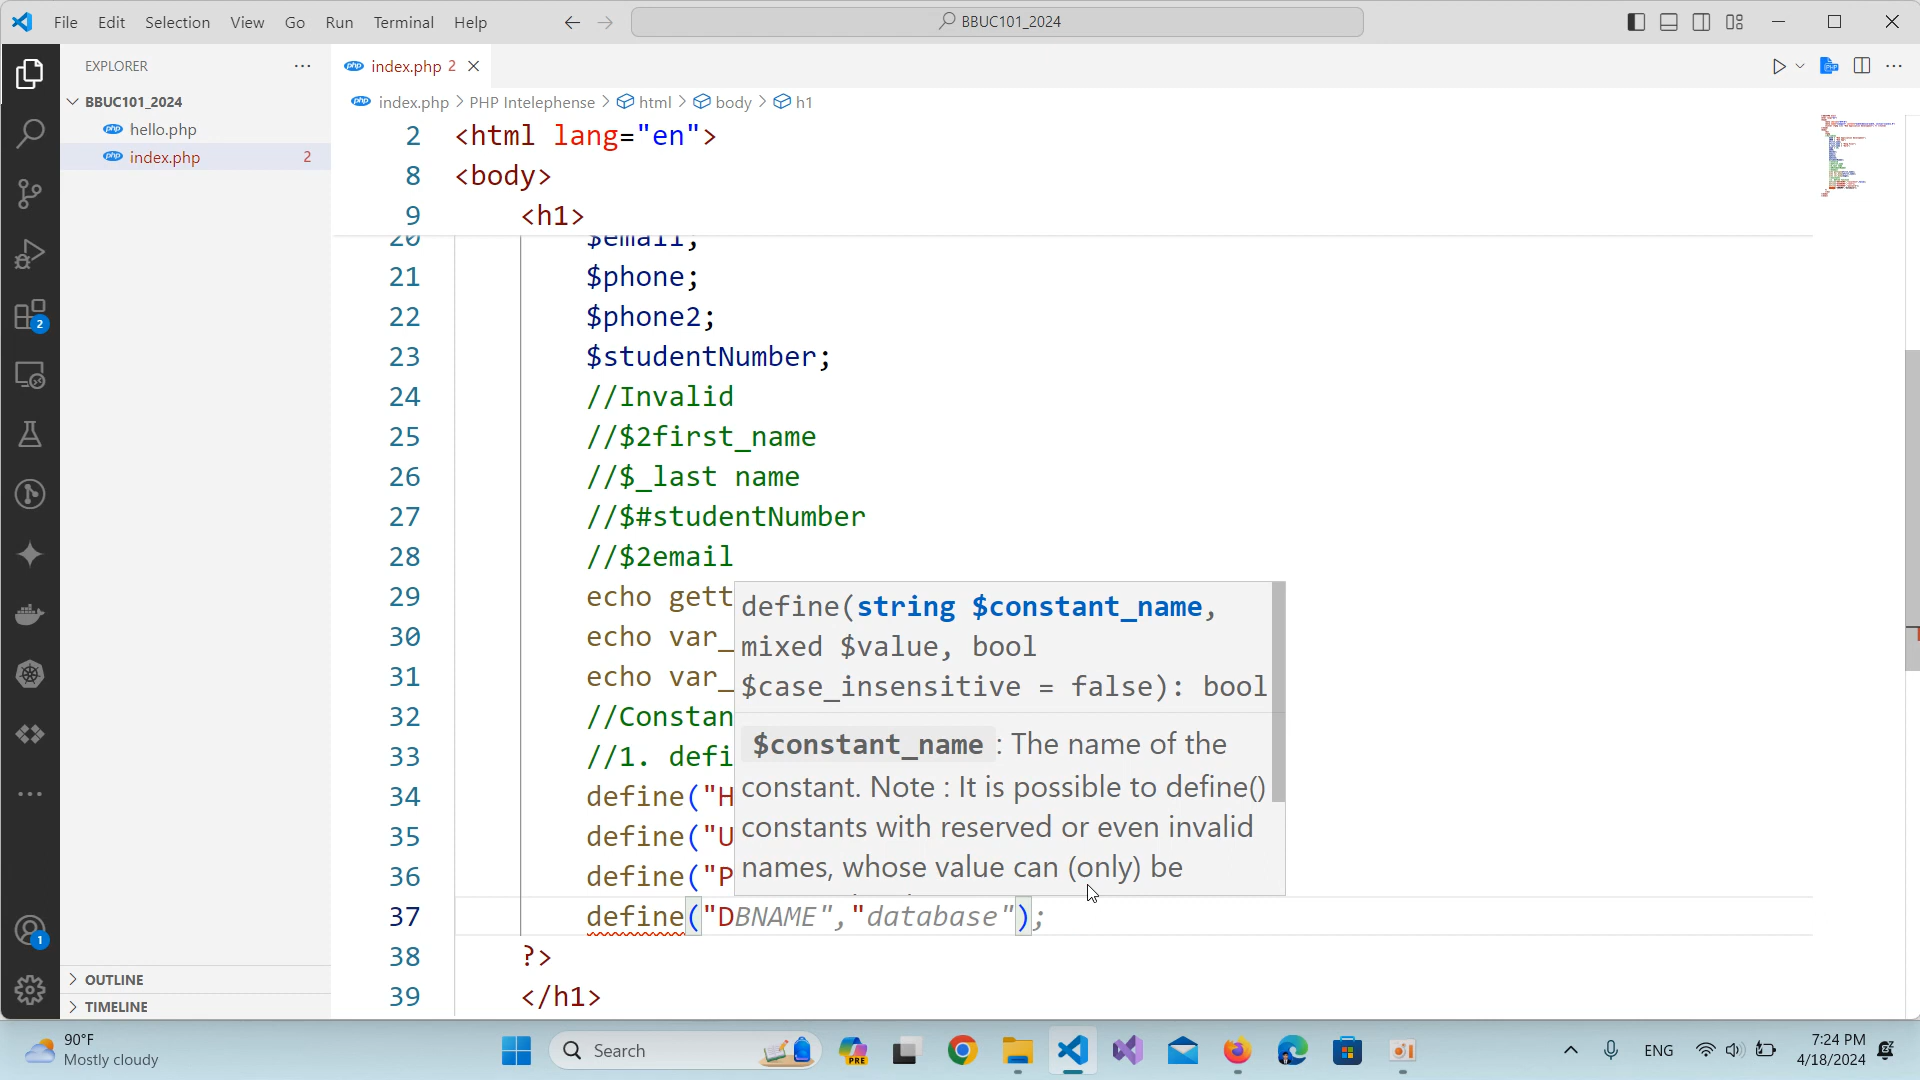 File Edit Selection View Go Run Terminal Help
BBUC101_2024
EXPLORER
index.php 2
BBUC101_2024
hello.php
index.php 2
index.php > PHP Intelephense > html > body > h1
2 <html lang="en">
8 <body>
9 <h1>
20 $email;
21 $phone;
22 $phone2;
23 $studentNumber;
24 //Invalid
25 //$2first_name
26 //$_last name
27 //$#studentNumber
28 //$2email
29 echo gett
30 echo var_
31 echo var_
32 //Constan
33 //1. defi
34 define("H
35 define("U
36 define("P
37 define("DBNAME","database");
38 ?>
39 </h1>
define(string $constant_name,
mixed $value, bool
$case_insensitive = false): bool
$constant_name : The name of the
constant. Note : It is possible to define()
constants with reserved or even invalid
names, whose value can (only) be
2
1
OUTLINE
TIMELINE
90°F
Mostly cloudy
Search
PRE
ENG
7:24 PM
4/18/2024